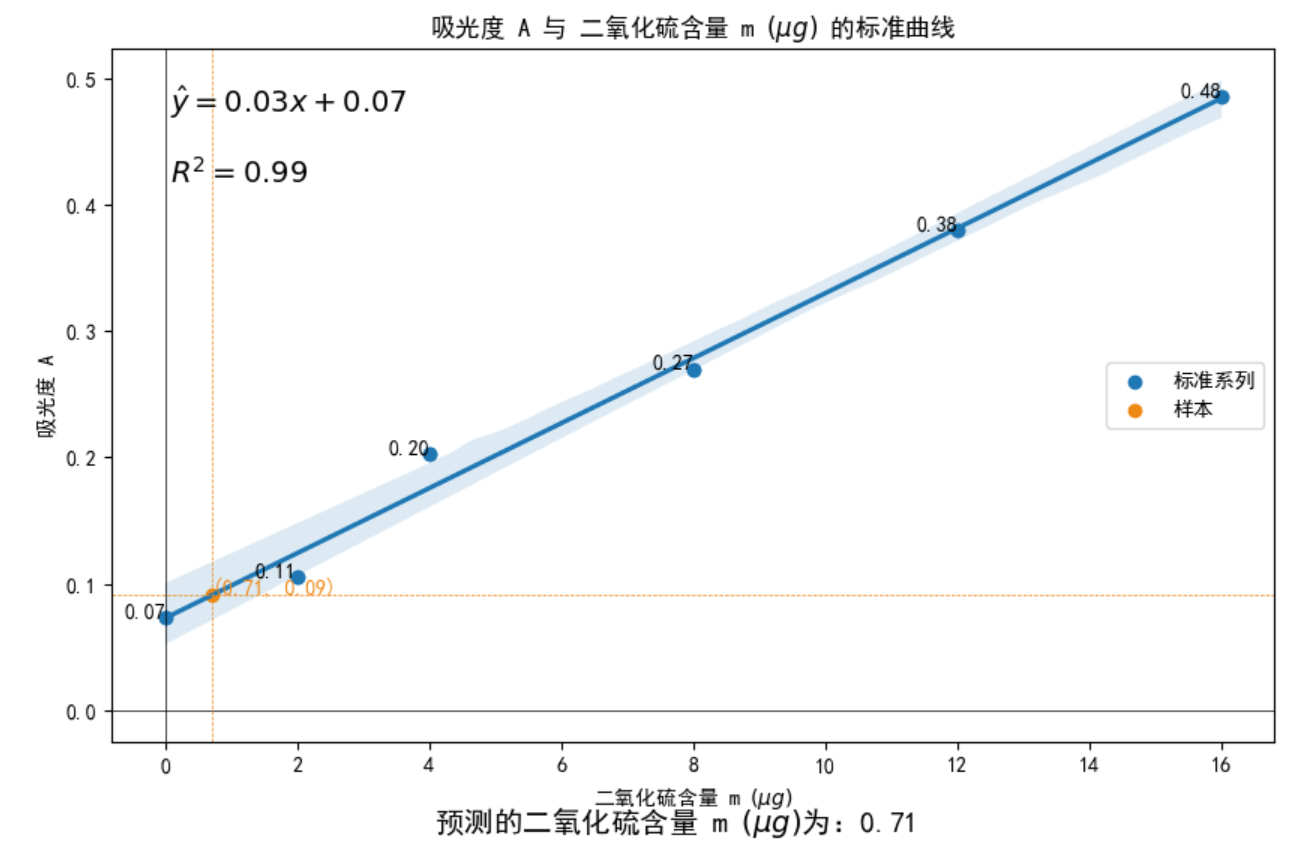 吸光度 A 与 二氧化硫含量 m (μg) 的标准曲线
0.5
0.4
0.3
0.2
0.1
0.0
吸光度 A
ŷ = 0.03x + 0.07
R² = 0.99
0.48
0.38
0.27
0.20
0.11
(0.71, 0.09)
0.07
标准系列
样本
0 2 4 6 8 10 12 14 16
二氧化硫含量 m (μg)
预测的二氧化硫含量 m (μg)为: 0.71